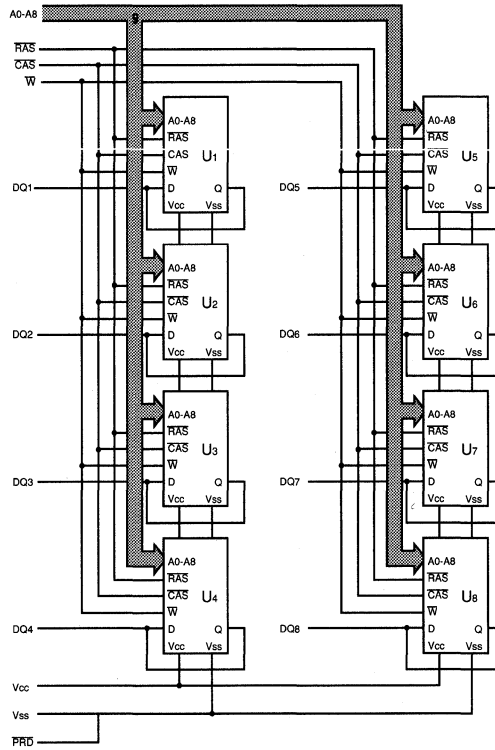 A0-A8
9
RAS
CAS
W
A0-A8
RAS
CAS
U1
W
DQ1
D
Q
Vcc
Vss
A0-A8
RAS
CAS
U2
W
DQ2
D
Q
Vcc
Vss
A0-A8
RAS
CAS
U3
W
DQ3
D
Q
Vcc
Vss
A0-A8
RAS
CAS
U4
W
DQ4
D
Q
Vcc
Vss
A0-A8
RAS
CAS
U5
W
DQ5
D
Q
Vcc
Vss
A0-A8
RAS
CAS
U6
W
DQ6
D
Q
Vcc
Vss
A0-A8
RAS
CAS
U7
W
DQ7
D
Q
Vcc
Vss
A0-A8
RAS
CAS
U8
W
DQ8
D
Q
Vcc
Vss
Vcc
Vss
PRD